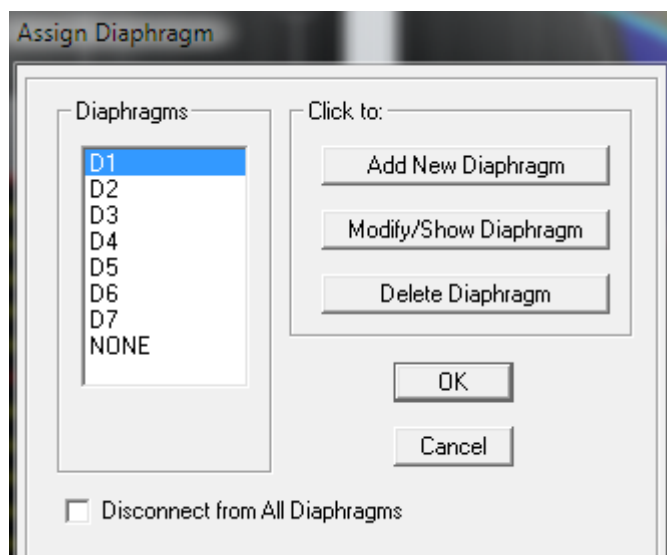 Assign Diaphragm
Diaphragms
D1
D2
D3
D4
D5
D6
D7
NONE
Click to:
Add New Diaphragm
Modify/Show Diaphragm
Delete Diaphragm
OK
Cancel
Disconnect from All Diaphragms